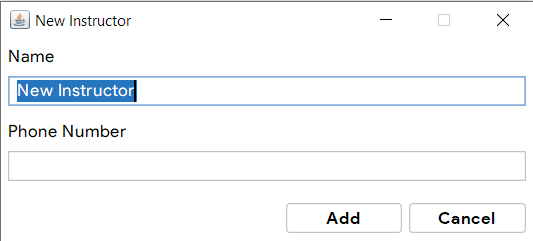 New Instructor
Name
New Instructor
Phone Number
Add Cancel